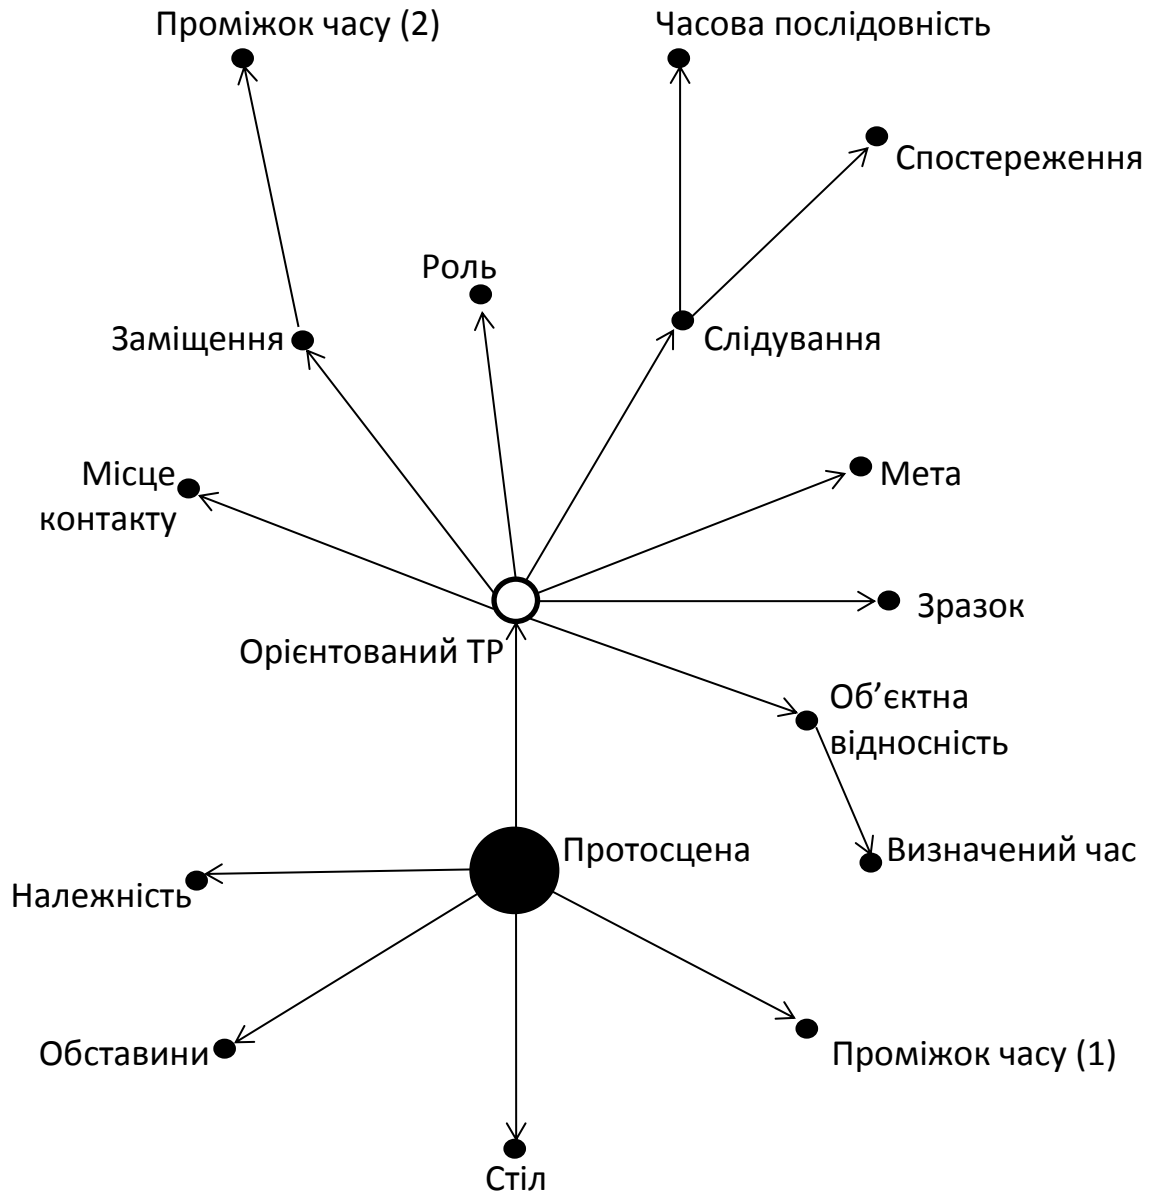 Проміжок часу (2)
Часова послідовність
Спостереження
Роль
Заміщення
Слідування
Місце
контакту
Мета
Зразок
Орієнтований ТР
Об’єктна
відносність
Протосцена
Визначений час
Належність
Обставини
Проміжок часу (1)
Стіл